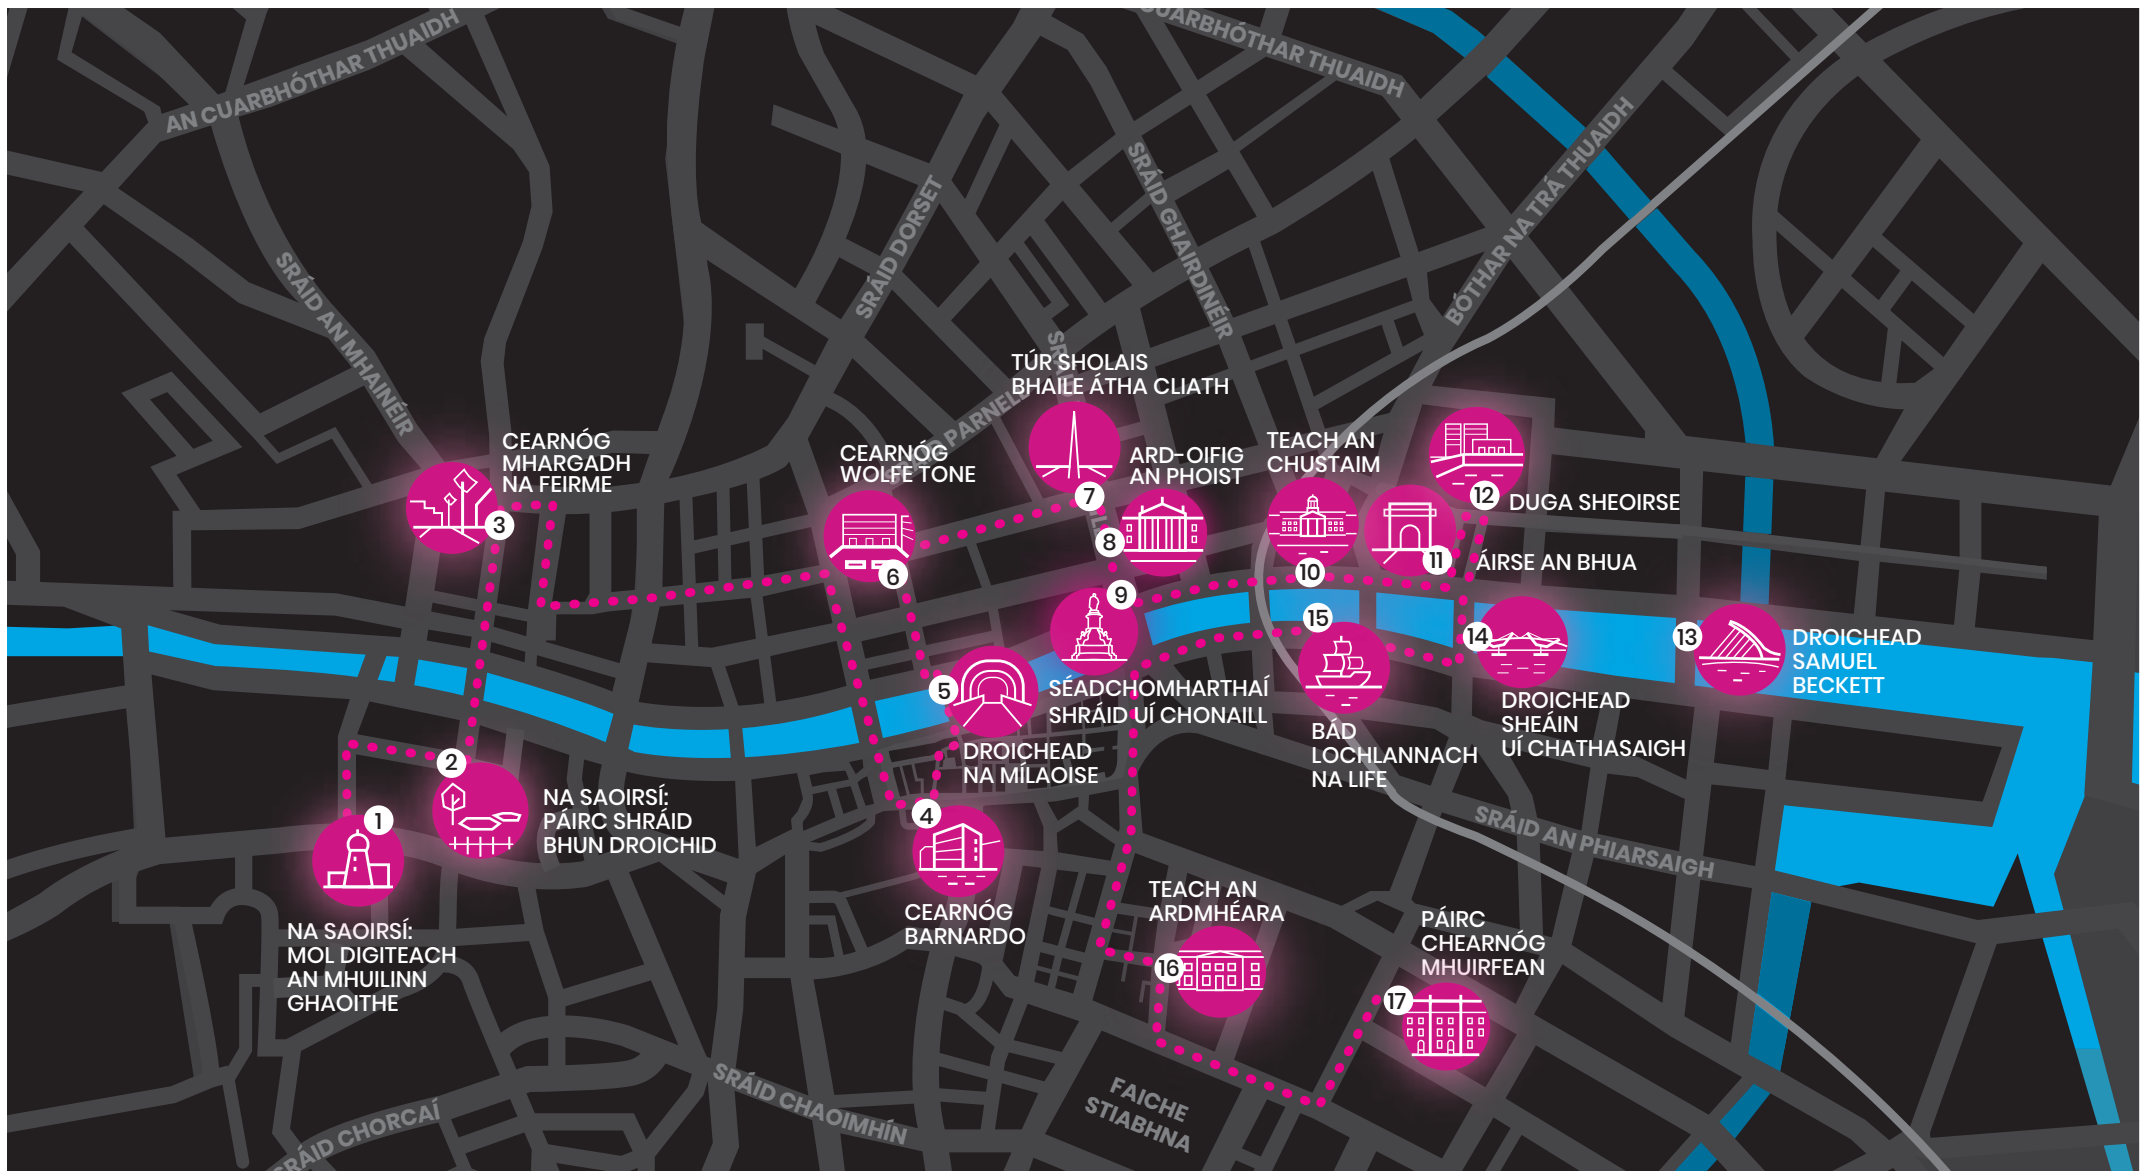 AN CUARBHÓTHAR THUAIDH
CUARBHÓTHAR THUAIDH
SRÁID AN MHAINÉIR
SRÁID DORSET
SRÁID GHAIRDINÉIR
BÓTHAR NA TRÁ THUAIDH
PARNELL
TÚR SHOLAIS
BHAILE ÁTHA CLIATH
7
CEARNÓG
MHARGADH
NA FEIRME
3
CEARNÓG
WOLFE TONE
6
ARD-OIFIG
AN PHOIST
8
TEACH AN
CHUSTAIM
10
12
DUGA SHEOIRSE
11
ÁIRSE AN BHUA
9
SÉADCHOMHARTHAÍ
SHRÁID UÍ CHONAILL
5
DROICHEAD
NA MÍLAOISE
15
BÁD
LOCHLANNACH
NA LIFE
14
DROICHEAD
SHEÁIN
UÍ CHATHASAIGH
13
DROICHEAD
SAMUEL
BECKETT
2
NA SAOIRSÍ:
PÁIRC SHRÁID
BHUN DROICHID
1
NA SAOIRSÍ:
MOL DIGITEACH
AN MHUILINN
GHAOITHE
4
CEARNÓG
BARNARDO
SRÁID AN PHIARSAIGH
TEACH AN
ARDMHÉARA
16
PÁIRC
CHEARNÓG
MHUIRFEAN
17
SRÁID CHORCAÍ
SRÁID CHAOIMHÍN
FAICHE
STIABHNA